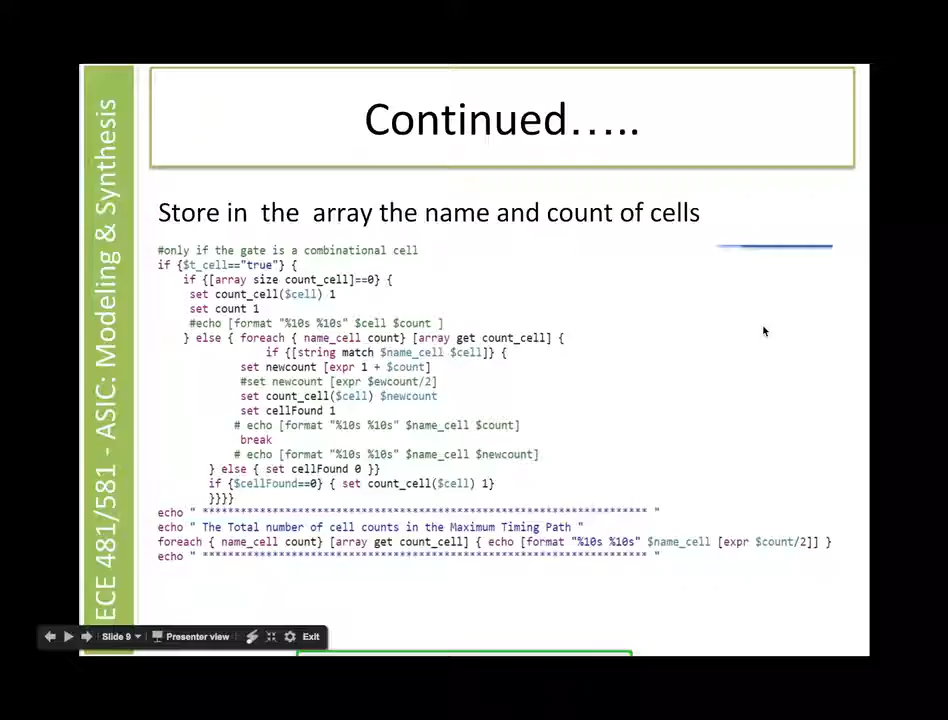 Continued.....
ECE 481/581 - ASIC: Modeling & Synthesis
Store in the array the name and count of cells
#only if the gate is a combinational cell
if {$t_cell=="true"} {
if {[array size count_cell]==0} {
set count_cell($cell) 1
set count 1
#echo [format "%10s %10s" $cell $count ]
} else { foreach { name_cell count} [array get count_cell] {
if {[string match $name_cell $cell]} {
set newcount [expr 1 + $count]
#set newcount [expr $ewcount/2]
set count_cell($cell) $newcount
set cellFound 1
# echo [format "%10s %10s" $name_cell $count]
break
# echo [format "%10s %10s" $name_cell $newcount]
} else { set cellFound 0 }}
if {$cellFound==0} { set count_cell($cell) 1}
}}}}
echo " ********************************************************************** "
echo " The Total number of cell counts in the Maximum Timing Path "
foreach { name_cell count} [array get count_cell] { echo [format "%10s %10s" $name_cell [expr $count/2]] }
echo " ********************************************************************** "
Slide 9 Presenter view Exit